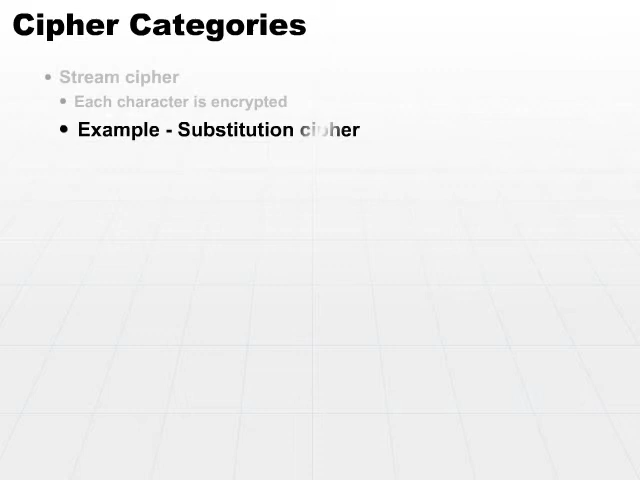 Cipher Categories
• Stream cipher
• Each character is encrypted
• Example - Substitution cipher